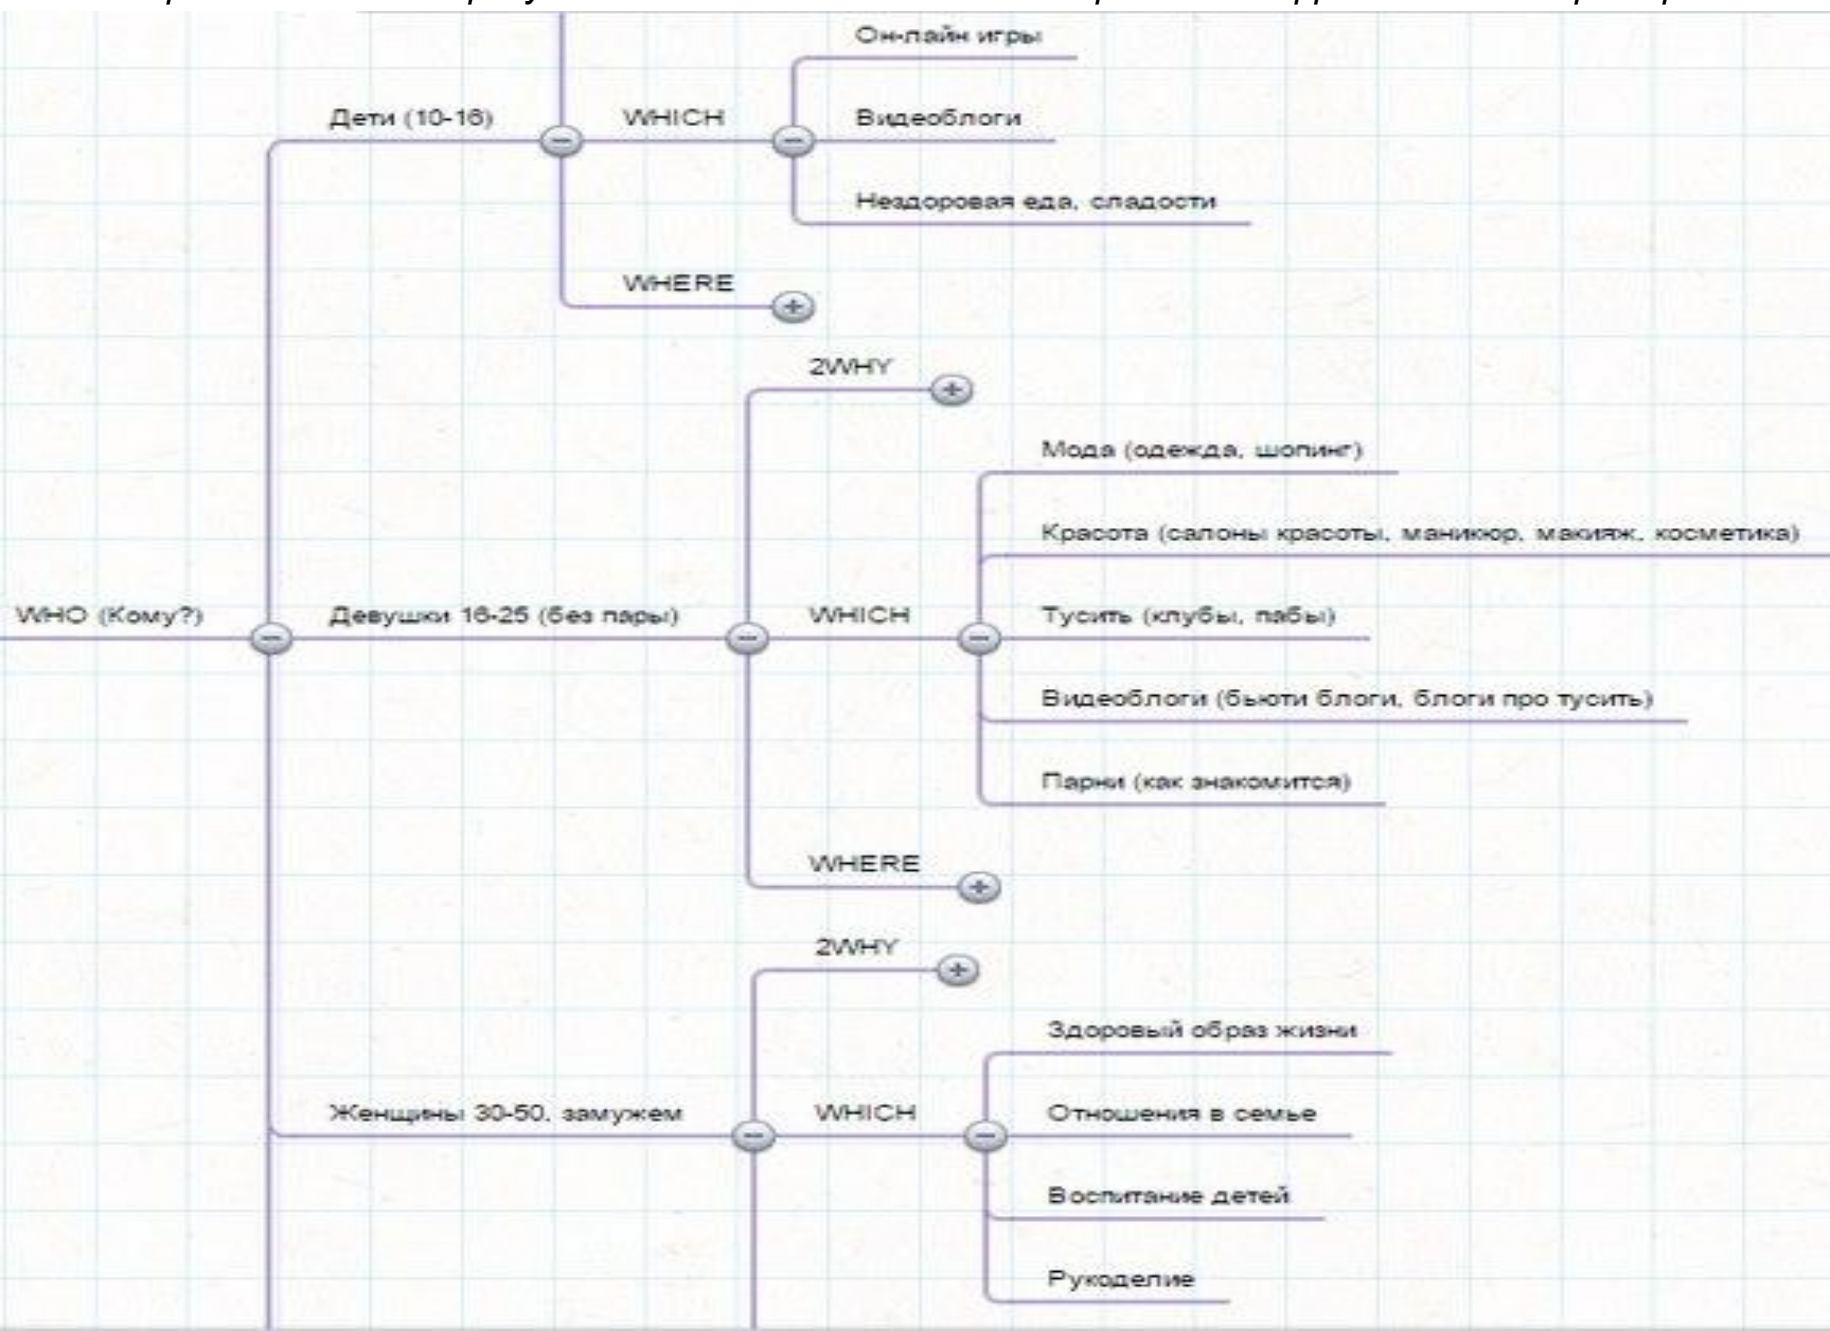 Он-лайн игры
Дети (10-16)
WHICH
Видеоблоги
Нездоровая еда, сладости
WHERE
2WHY
Мода (одежда, шопинг)
Красота (салоны красоты, маникюр, макияж, косметика)
WHO (Кому?)
Девушки 16-25 (без пары)
WHICH
Тусить (клубы, пабы)
Видеоблоги (бьюти блоги, блоги про тусить)
Парни (как знакомится)
WHERE
2WHY
Здоровый образ жизни
Женщины 30-50, замужем
WHICH
Отношения в семье
Воспитание детей
Рукоделие